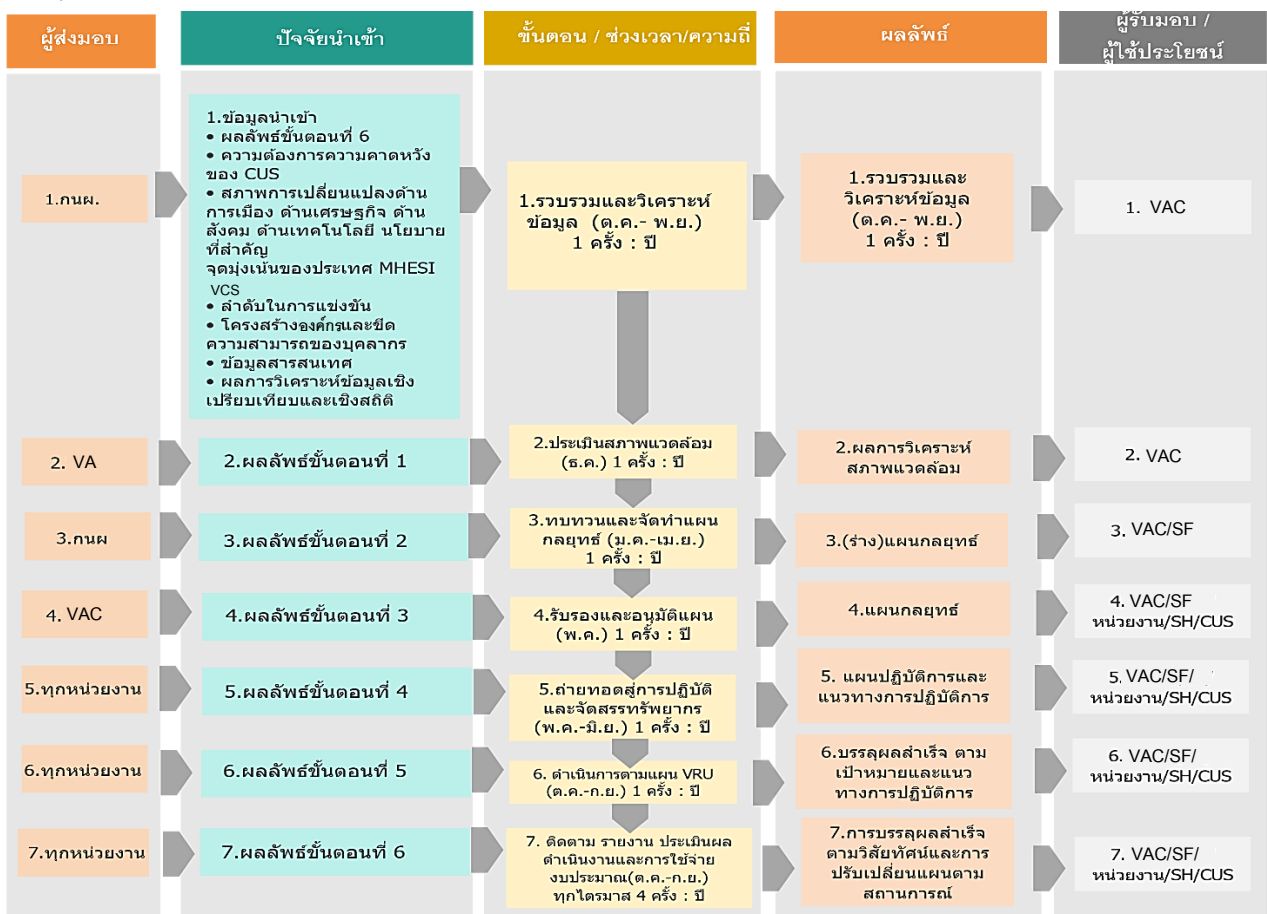 ผู้ส่งมอบ
ปัจจัยนำเข้า
ขั้นตอน / ช่วงเวลา/ความถี่
ผลลัพธ์
ผู้รับมอบ /
ผู้ใช้ประโยชน์
1.กนผ.
1.ข้อมูลนำเข้า
• ผลลัพธ์ขั้นตอนที่ 6
• ความต้องการความคาดหวัง
ของ CUS
• สภาพการเปลี่ยนแปลงด้าน
การเมือง ด้านเศรษฐกิจ ด้าน
สังคม ด้านเทคโนโลยี นโยบาย
ที่สำคัญ
จุดมุ่งเน้นของประเทศ MHESI
VCS
• ลำดับในการแข่งขัน
• โครงสร้างองค์กรและขีด
ความสามารถของบุคลากร
• ข้อมูลสารสนเทศ
• ผลการวิเคราะห์ข้อมูลเชิง
เปรียบเทียบและเชิงสถิติ
1.รวบรวมและวิเคราะห์
ข้อมูล (ต.ค.- พ.ย.)
1 ครั้ง : ปี
1.รวบรวมและ
วิเคราะห์ข้อมูล
(ต.ค.- พ.ย.)
1 ครั้ง : ปี
1. VAC
2. VA
2.ผลลัพธ์ขั้นตอนที่ 1
2.ประเมินสภาพแวดล้อม
(ธ.ค.) 1 ครั้ง : ปี
2.ผลการวิเคราะห์
สภาพแวดล้อม
2. VAC
3.กนผ
3.ผลลัพธ์ขั้นตอนที่ 2
3.ทบทวนและจัดทำแผน
กลยุทธ์ (ม.ค.-เม.ย.)
1 ครั้ง : ปี
3.(ร่าง)แผนกลยุทธ์
3. VAC/SF
4. VAC
4.ผลลัพธ์ขั้นตอนที่ 3
4.รับรองและอนุมัติแผน
(พ.ค.) 1 ครั้ง : ปี
4.แผนกลยุทธ์
4. VAC/SF
หน่วยงาน/SH/CUS
5.ทุกหน่วยงาน
5.ผลลัพธ์ขั้นตอนที่ 4
5.ถ่ายทอดสู่การปฏิบัติ
และจัดสรรทรัพยากร
(พ.ค.-มิ.ย.) 1 ครั้ง : ปี
5. แผนปฏิบัติการและ
แนวทางการปฏิบัติการ
5. VAC/SF/
หน่วยงาน/SH/CUS
6.ทุกหน่วยงาน
6.ผลลัพธ์ขั้นตอนที่ 5
6. ดำเนินการตามแผน VRU
(ต.ค.-ก.ย.) 1 ครั้ง : ปี
6.บรรลุผลสำเร็จ ตาม
เป้าหมายและแนว
ทางการปฏิบัติการ
6. VAC/SF/
หน่วยงาน/SH/CUS
7.ทุกหน่วยงาน
7.ผลลัพธ์ขั้นตอนที่ 6
7. ติดตาม รายงาน ประเมินผล
ดำเนินงานและการใช้จ่าย
งบประมาณ(ต.ค.-ก.ย.)
ทุกไตรมาส 4 ครั้ง : ปี
7.การบรรลุผลสำเร็จ
ตามวิสัยทัศน์และการ
ปรับเปลี่ยนแผนตาม
สถานการณ์
7. VAC/SF/
หน่วยงาน/SH/CUS